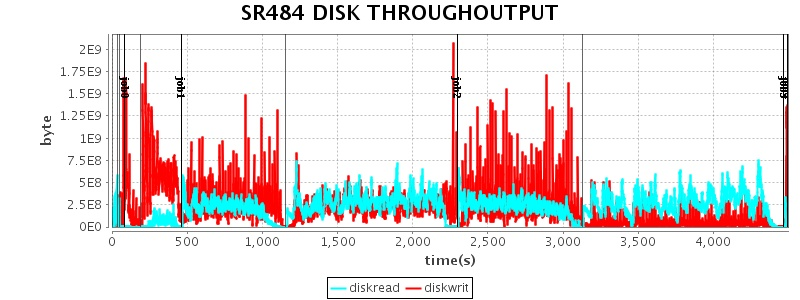 SR484 DISK THROUGHOUTPUT
byte
2E9
1.75E9
1.5E9
1.25E9
1E9
7.5E8
5E8
2.5E8
0E0
job0
job1
job2
0
500
1,000
1,500
2,000
2,500
3,000
3,500
4,000
time(s)
diskread
diskwrit